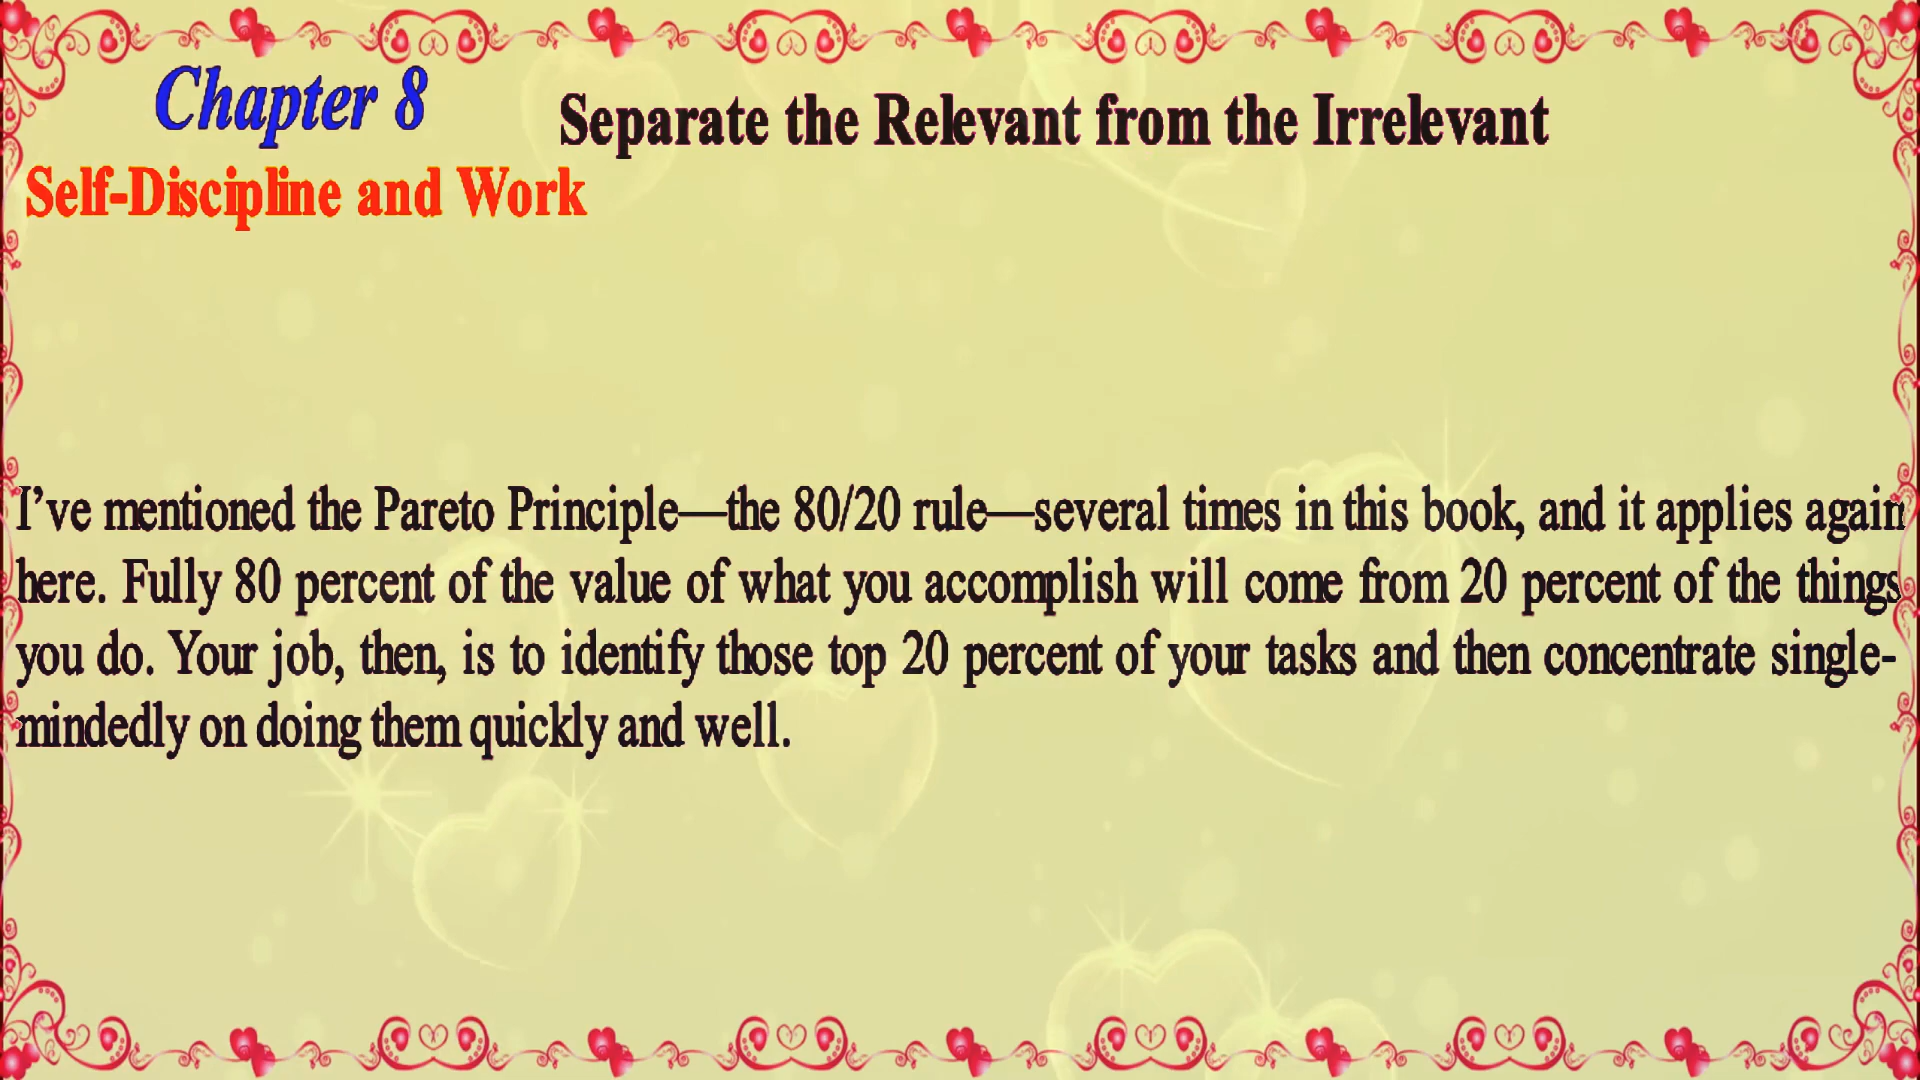 Chapter 8
Separate the Relevant from the Irrelevant
Self-Discipline and Work
I’ve mentioned the Pareto Principle—the 80/20 rule—several times in this book, and it applies again
here. Fully 80 percent of the value of what you accomplish will come from 20 percent of the things
you do. Your job, then, is to identify those top 20 percent of your tasks and then concentrate single-
mindedly on doing them quickly and well.